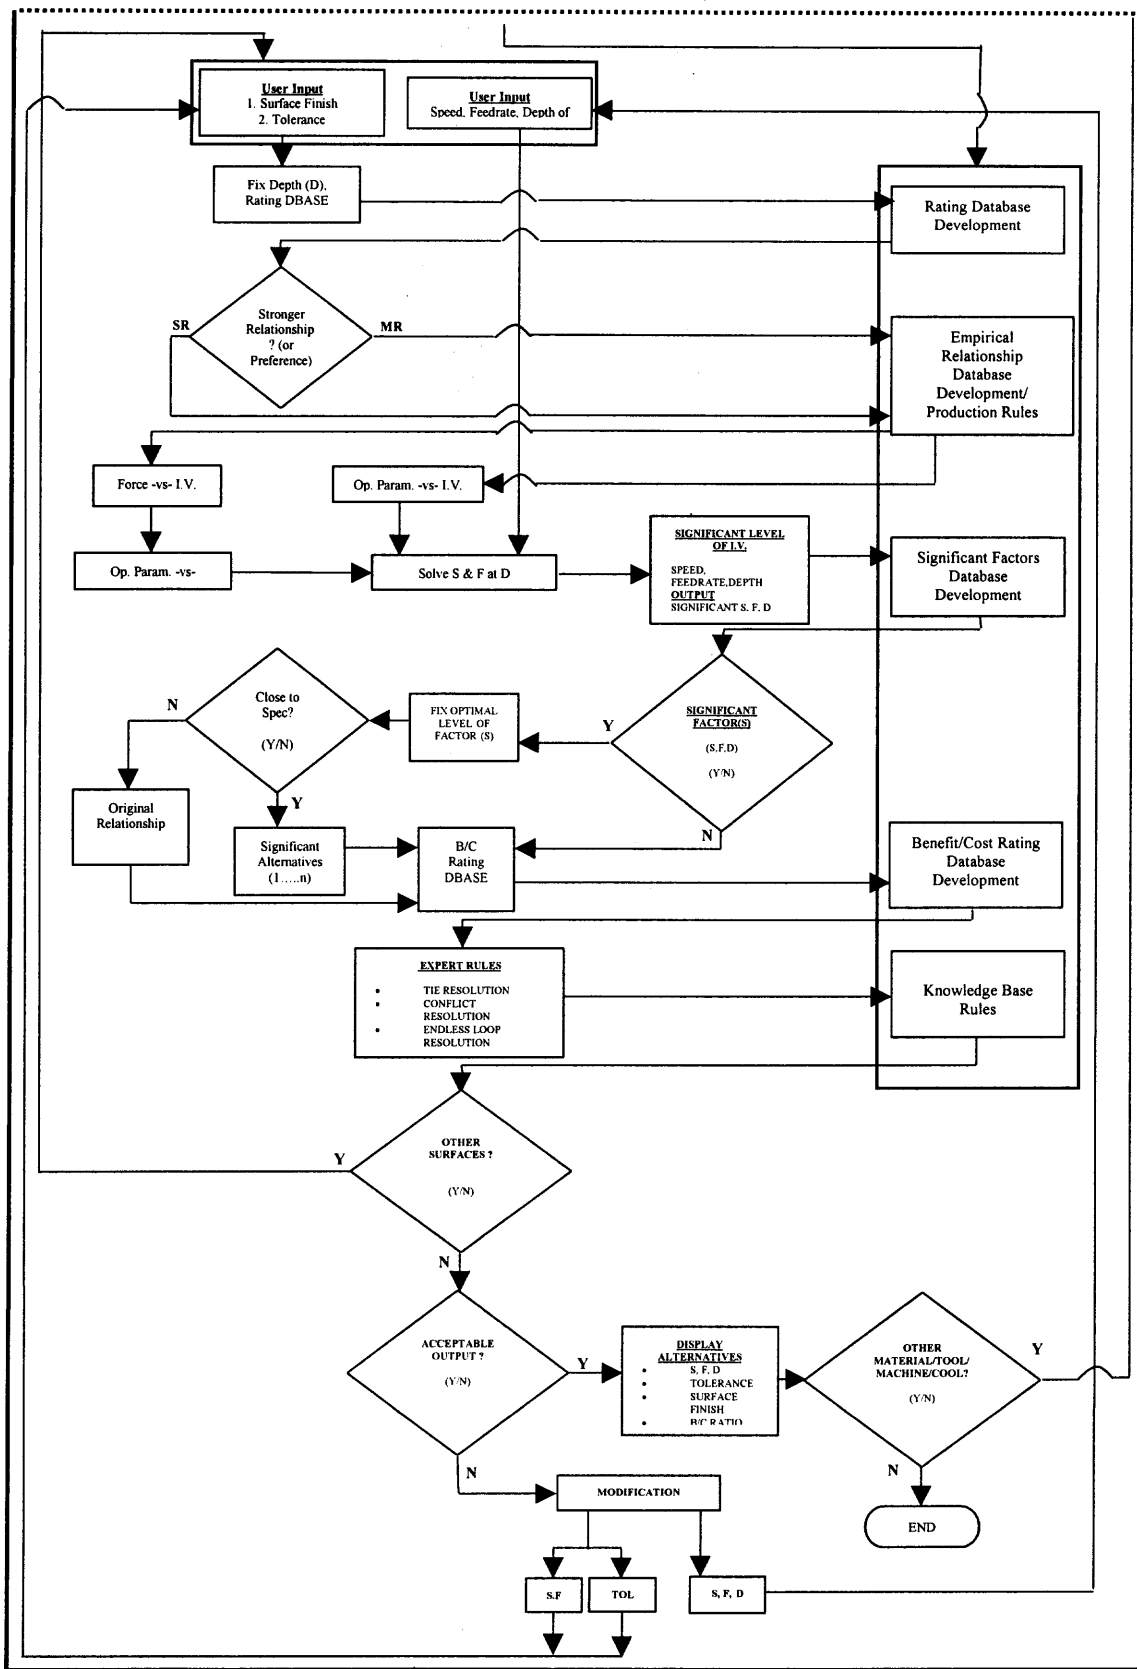 User Input
1. Surface Finish
2. Tolerance
User Input
Speed, Feedrate, Depth of
Fix Depth (D),
Rating DBASE
Rating Database
Development
Stronger
Relationship
? (or
Preference)
SR
MR
Empirical
Relationship
Database
Development/
Production Rules
Force -vs- I.V.
Op. Param. -vs- I.V.
Op. Param. -vs-
Solve S & F at D
SIGNIFICANT LEVEL
OF I.V.
SPEED,
FEEDRATE,DEPTH
OUTPUT
SIGNIFICANT S, F, D
Significant Factors
Database
Development
Close to
Spec?
(Y/N)
N
Y
FIX OPTIMAL
LEVEL OF
FACTOR (S)
Y
SIGNIFICANT
FACTOR(S)
(S,F,D)
(Y/N)
N
Original
Relationship
Significant
Alternatives
(1.....n)
B/C
Rating
DBASE
Benefit/Cost Rating
Database
Development
EXPERT RULES
• TIE RESOLUTION
• CONFLICT
RESOLUTION
• ENDLESS LOOP
RESOLUTION
Knowledge Base
Rules
Y
OTHER
SURFACES ?
(Y/N)
N
ACCEPTABLE
OUTPUT ?
(Y/N)
Y
N
DISPLAY
ALTERNATIVES
• S, F, D
• TOLERANCE
• SURFACE
FINISH
• B/C RATIO
OTHER
MATERIAL/TOOL/
MACHINE/COOL?
(Y/N)
Y
N
MODIFICATION
END
S.F
TOL
S, F, D